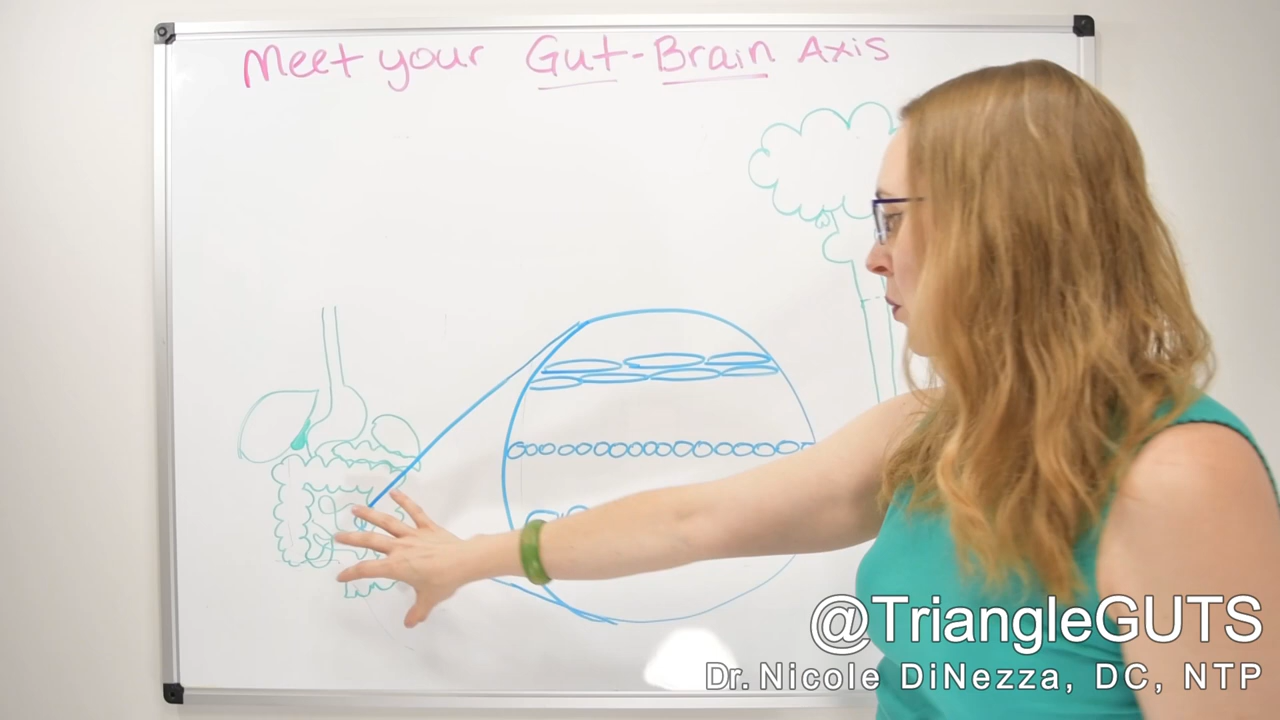 Meet your Gut-Brain Axis
@TriangleGUTS
Dr. Nicole DiNezza, DC, NTP